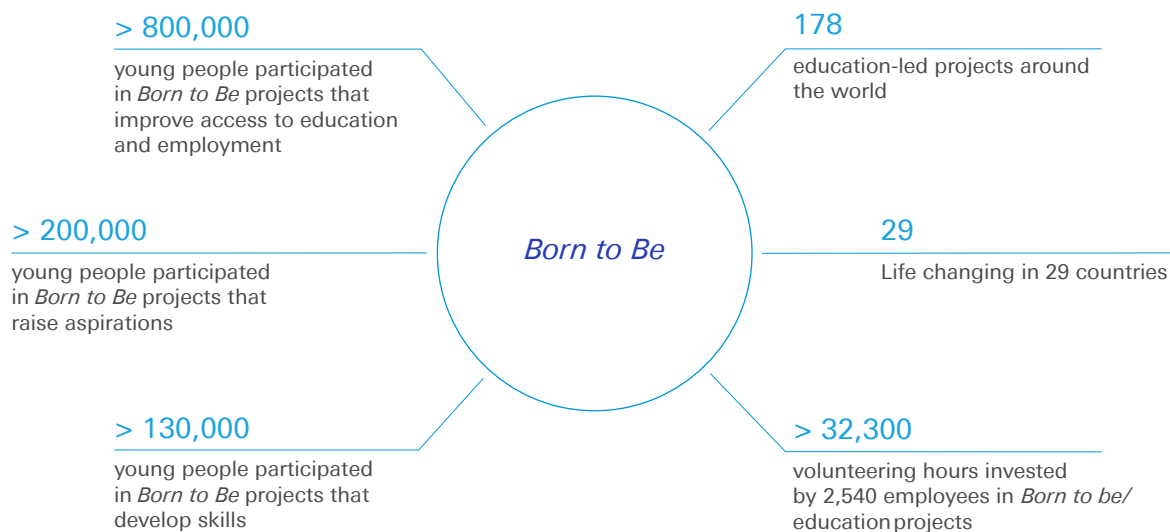 > 800,000
young people participated
in Born to Be projects that
improve access to education
and employment
178
education-led projects around
the world
> 200,000
young people participated
in Born to Be projects that
raise aspirations
Born to Be
29
Life changing in 29 countries
> 130,000
young people participated
in Born to Be projects that
develop skills
> 32,300
volunteering hours invested
by 2,540 employees in Born to be/
education projects